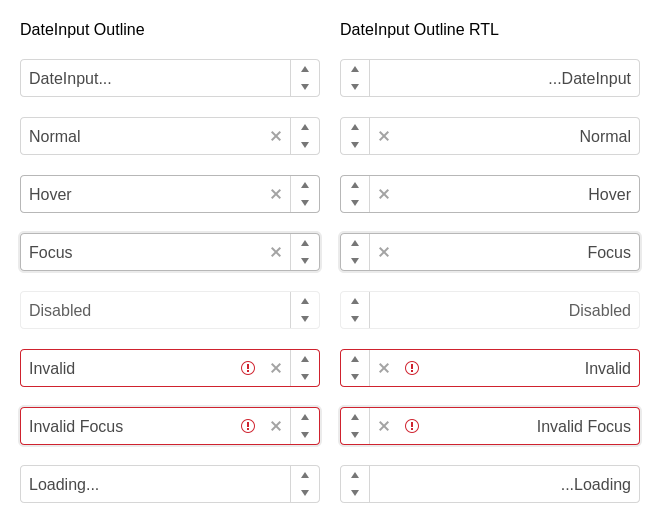 DateInput Outline
DateInput Outline RTL
DateInput...
...DateInput
Normal
Normal
Hover
Hover
Focus
Focus
Disabled
Disabled
Invalid
Invalid
Invalid Focus
Invalid Focus
Loading...
...Loading